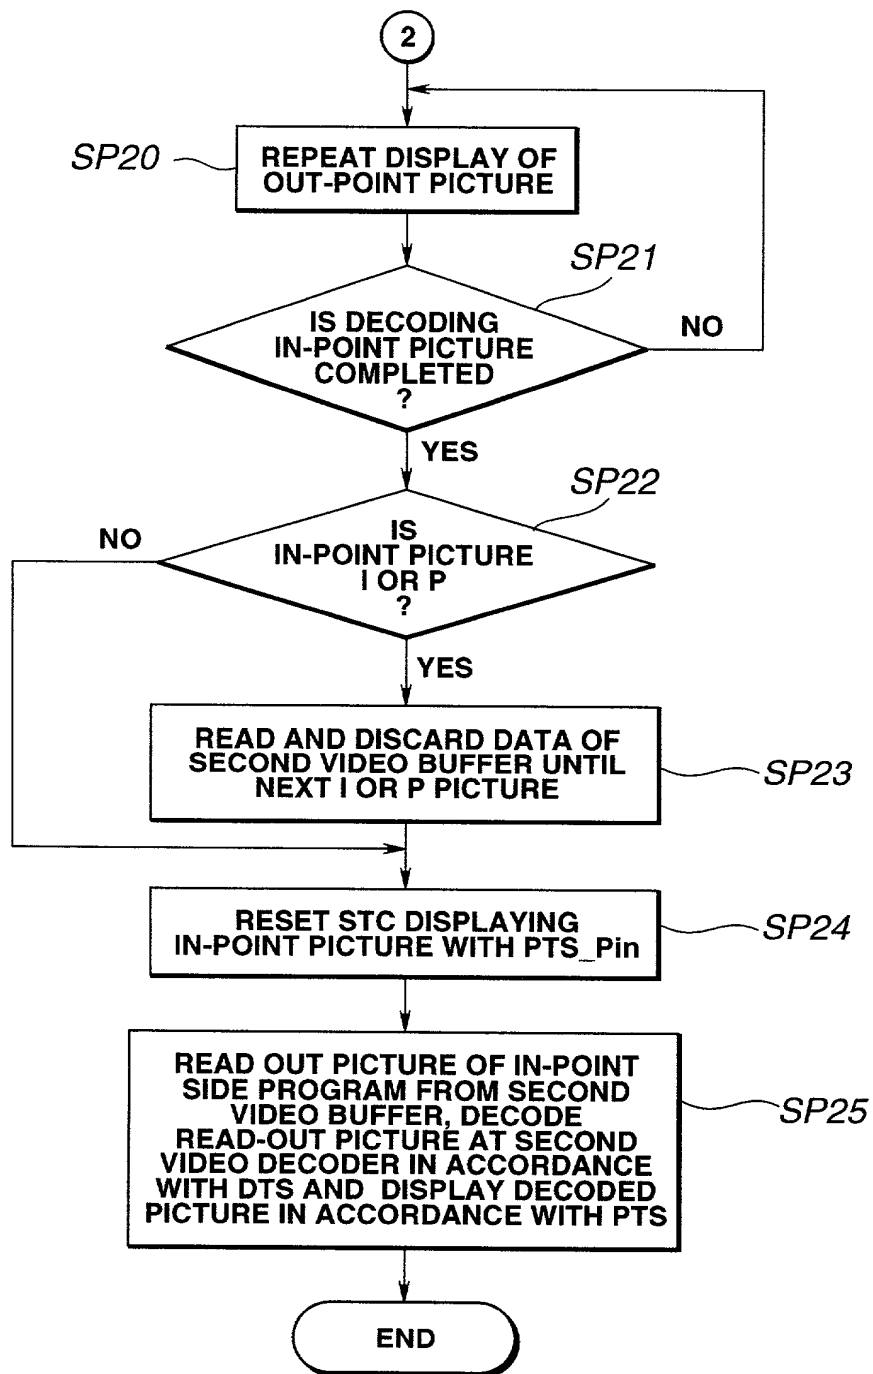 2
SP20
REPEAT DISPLAY OF
OUT-POINT PICTURE
SP21
IS DECODING
IN-POINT PICTURE
COMPLETED
?
NO
YES
SP22
NO
IS
IN-POINT PICTURE
I OR P
?
YES
READ AND DISCARD DATA OF
SECOND VIDEO BUFFER UNTIL
NEXT I OR P PICTURE
SP23
RESET STC DISPLAYING
IN-POINT PICTURE WITH PTS_Pin
SP24
READ OUT PICTURE OF IN-POINT
SIDE PROGRAM FROM SECOND
VIDEO BUFFER, DECODE
READ-OUT PICTURE AT SECOND
VIDEO DECODER IN ACCORDANCE
WITH DTS AND DISPLAY DECODED
PICTURE IN ACCORDANCE WITH PTS
SP25
END